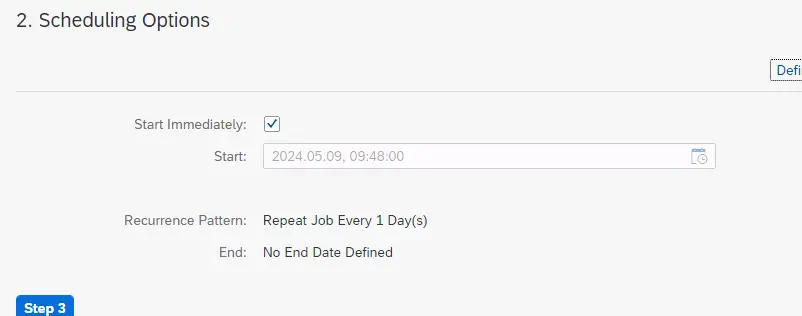 2. Scheduling Options
Defi
Start Immediately:
Start: 2024.05.09, 09:48:00
Recurrence Pattern: Repeat Job Every 1 Day(s)
End: No End Date Defined
Step 3